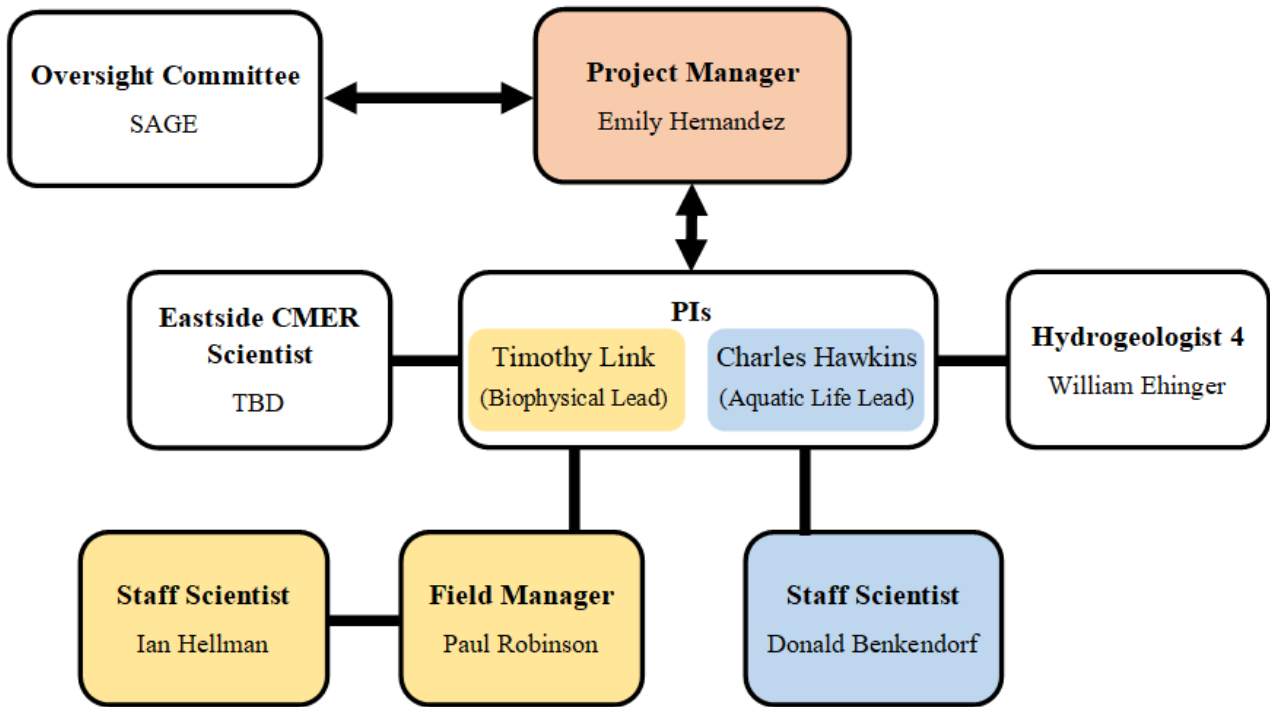 Oversight Committee
SAGE
Project Manager
Emily Hernandez
Eastside CMER
Scientist
TBD
PIs
Timothy Link
(Biophysical Lead)
Charles Hawkins
(Aquatic Life Lead)
Hydrogeologist 4
William Ehinger
Staff Scientist
Ian Hellman
Field Manager
Paul Robinson
Staff Scientist
Donald Benkendorf